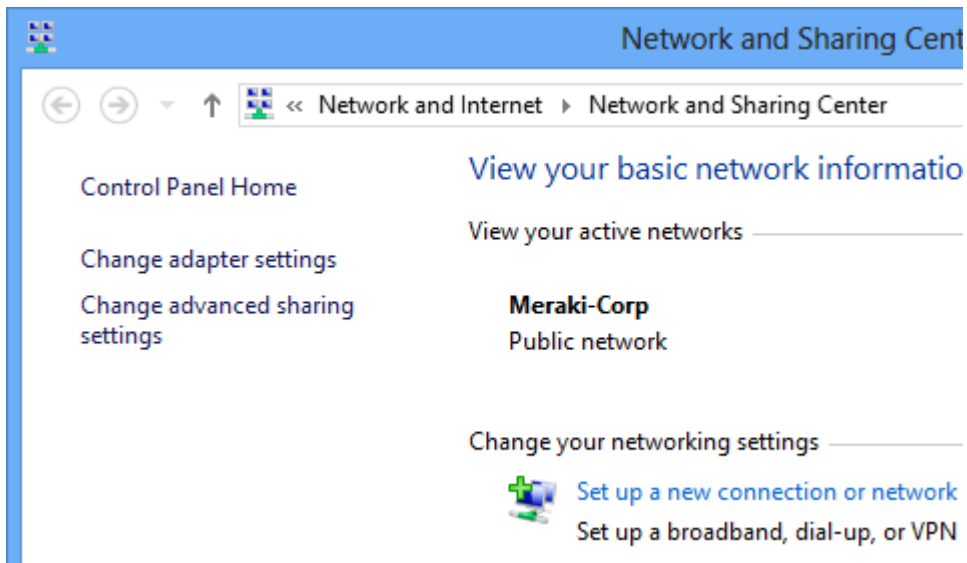 Network and Sharing Cent
« Network and Internet ▸ Network and Sharing Center
Control Panel Home
Change adapter settings
Change advanced sharing
settings
View your basic network informatio
View your active networks
Meraki-Corp
Public network
Change your networking settings
Set up a new connection or network
Set up a broadband, dial-up, or VPN